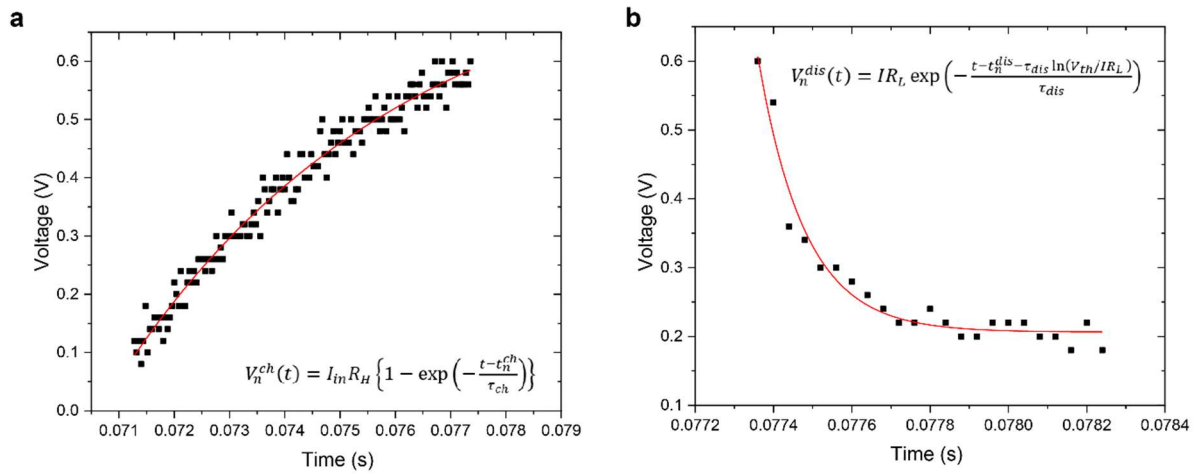 a
0.6
0.5
0.4
0.3
0.2
0.1
0.0
Voltage (V)
V_n^{ch}(t) = I_{in}R_H {1 − exp(−\frac{t−t_n^{ch}}{τ_{ch}})}
0.071 0.072 0.073 0.074 0.075 0.076 0.077 0.078 0.079
Time (s)
b
0.6
0.5
0.4
0.3
0.2
0.1
Voltage (V)
V_n^{dis}(t) = IR_L exp(−\frac{t−t_n^{dis}−τ_{dis} ln(V_{th}/IR_L)}{τ_{dis}})
0.0772 0.0774 0.0776 0.0778 0.0780 0.0782 0.0784
Time (s)